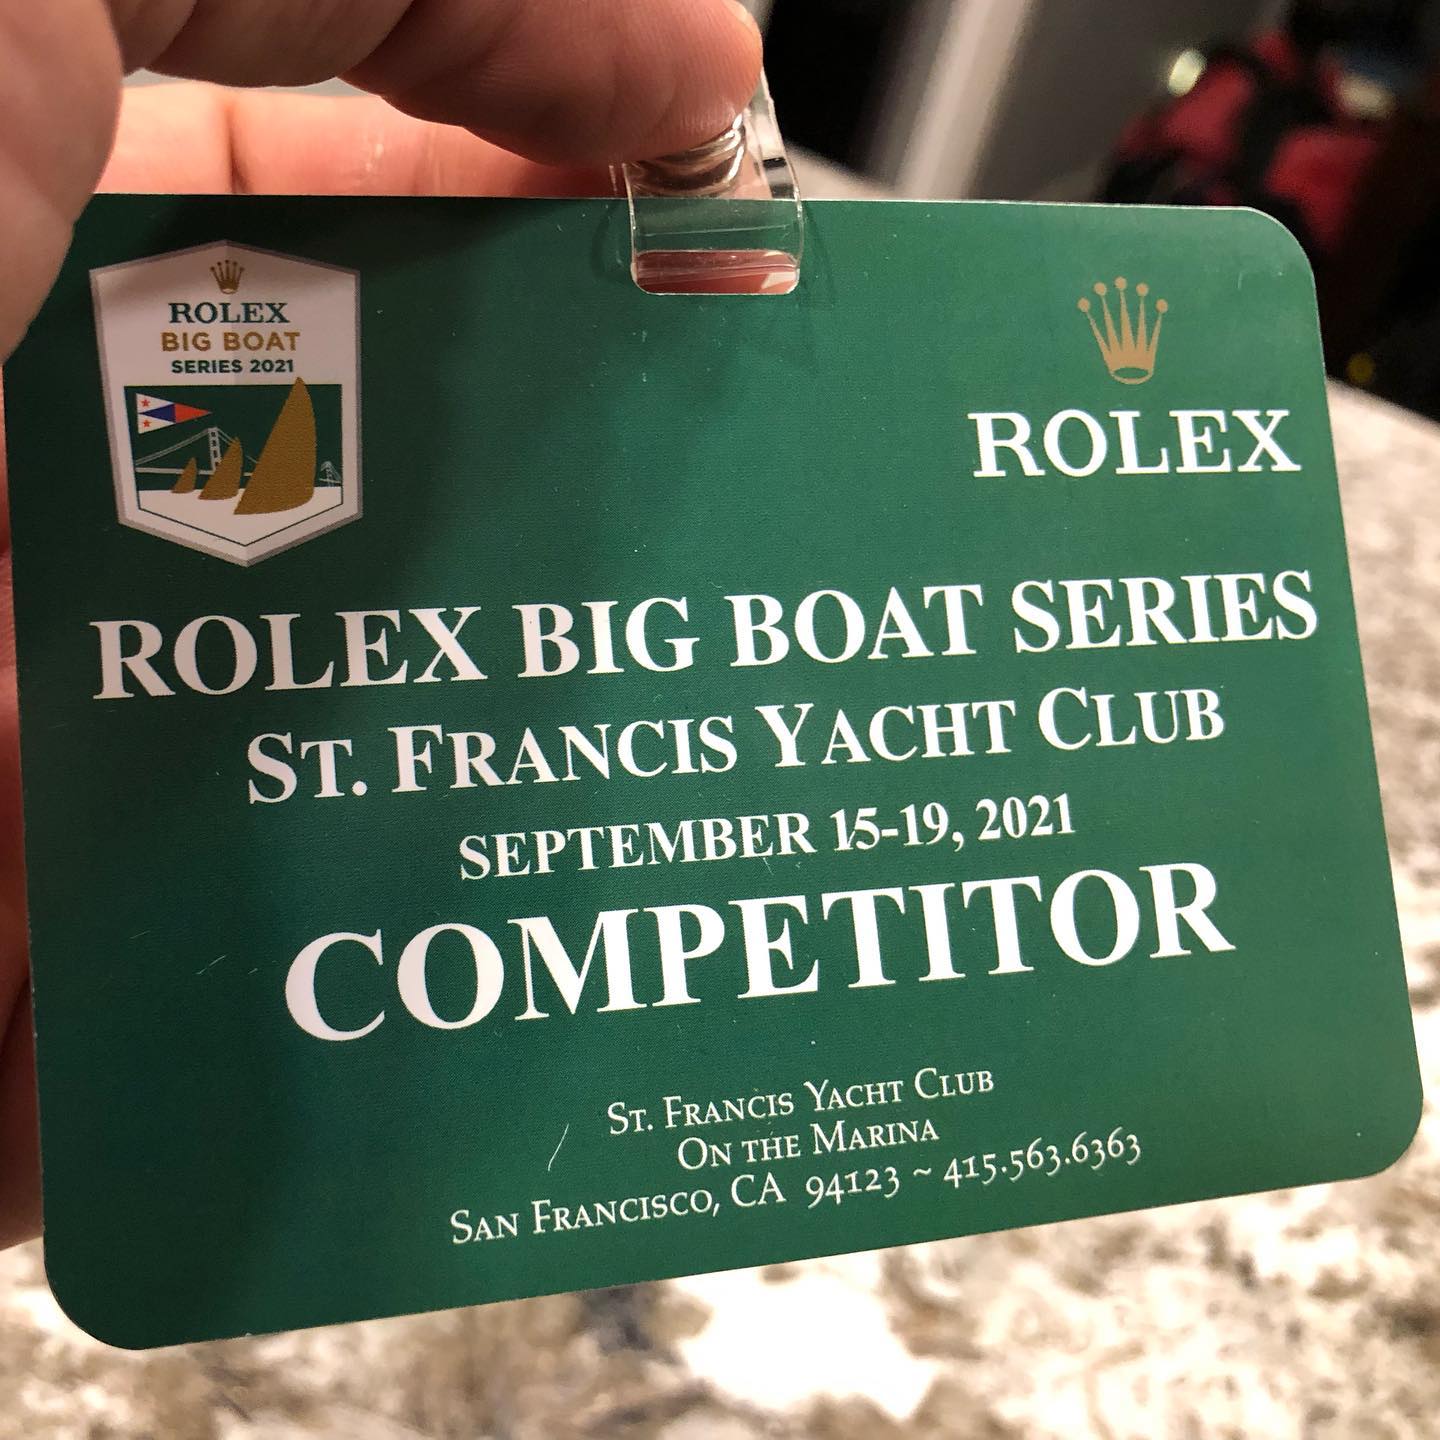 ROLEX
BIG BOAT
SERIES 2021
ROLEX
ROLEX BIG BOAT SERIES
ST. FRANCIS YACHT CLUB
SEPTEMBER 15-19, 2021
COMPETITOR
ST. FRANCIS YACHT CLUB
ON THE MARINA
SAN FRANCISCO, CA 94123 ~ 415.563.6363